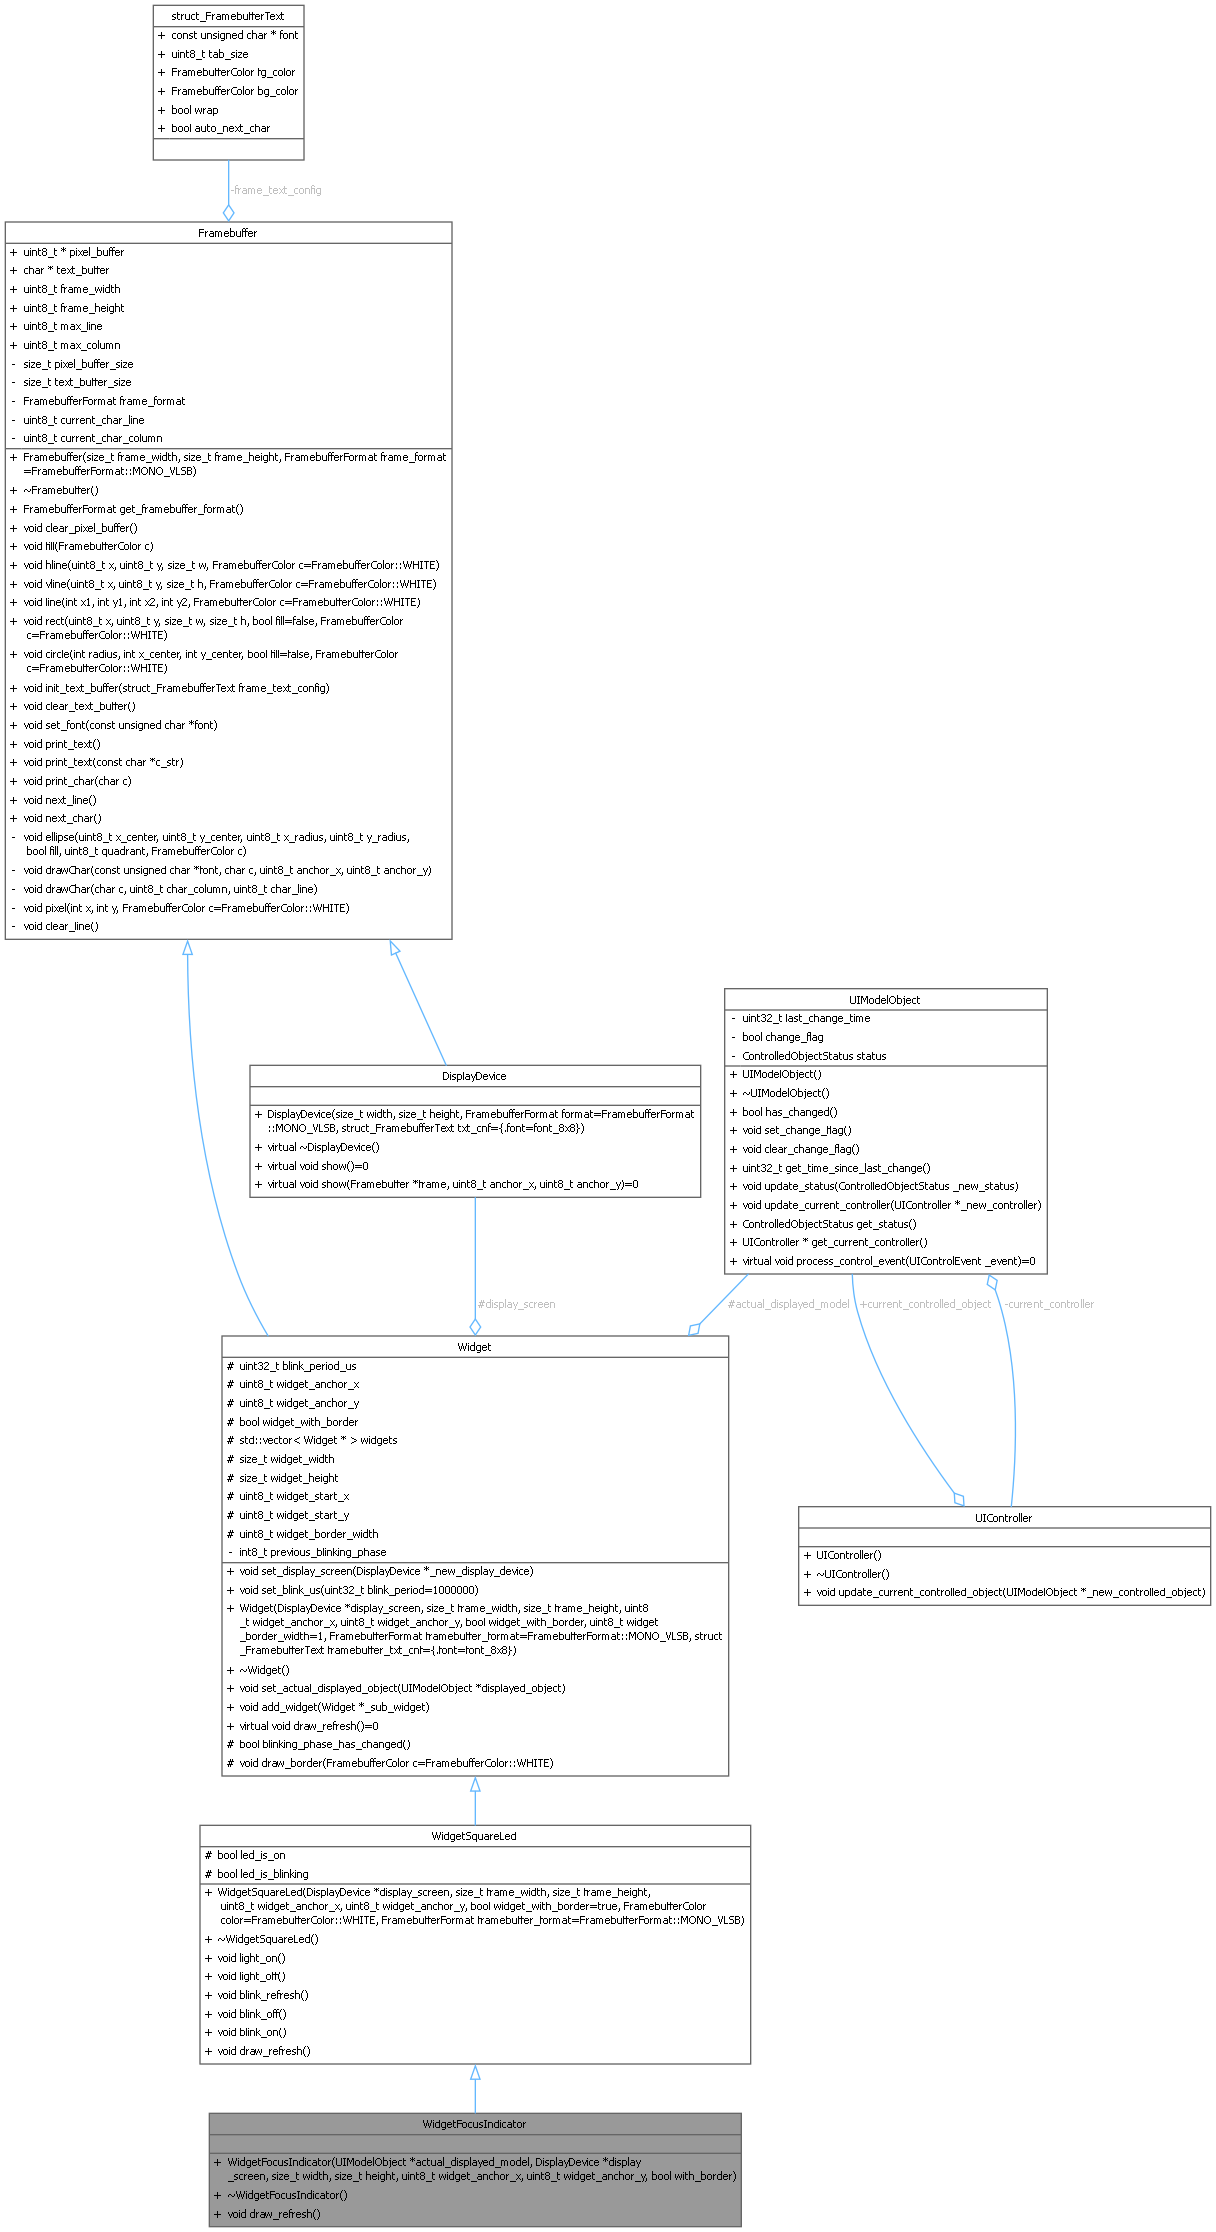 struct_FramebufferText
+ const unsigned char * font
+ uint8_t tab_size
+ FramebufferColor fg_color
+ FramebufferColor bg_color
+ bool wrap
+ bool auto_next_char
-frame_text_config
Framebuffer
+ uint8_t * pixel_buffer
+ char * text_buffer
+ uint8_t frame_width
+ uint8_t frame_height
+ uint8_t max_line
+ uint8_t max_column
- size_t pixel_buffer_size
- size_t text_buffer_size
- FramebufferFormat frame_format
- uint8_t current_char_line
- uint8_t current_char_column
+ Framebuffer(size_t frame_width, size_t frame_height, FramebufferFormat frame_format
=FramebufferFormat::MONO_VLSB)
+ ~Framebuffer()
+ FramebufferFormat get_framebuffer_format()
+ void clear_pixel_buffer()
+ void fill(FramebufferColor c)
+ void hline(uint8_t x, uint8_t y, size_t w, FramebufferColor c=FramebufferColor::WHITE)
+ void vline(uint8_t x, uint8_t y, size_t h, FramebufferColor c=FramebufferColor::WHITE)
+ void line(int x1, int y1, int x2, int y2, FramebufferColor c=FramebufferColor::WHITE)
+ void rect(uint8_t x, uint8_t y, size_t w, size_t h, bool fill=false, FramebufferColor
c=FramebufferColor::WHITE)
+ void circle(int radius, int x_center, int y_center, bool fill=false, FramebufferColor
c=FramebufferColor::WHITE)
+ void init_text_buffer(struct_FramebufferText frame_text_config)
+ void clear_text_buffer()
+ void set_font(const unsigned char *font)
+ void print_text()
+ void print_text(const char *c_str)
+ void print_char(char c)
+ void next_line()
+ void next_char()
- void ellipse(uint8_t x_center, uint8_t y_center, uint8_t x_radius, uint8_t y_radius,
bool fill, uint8_t quadrant, FramebufferColor c)
- void drawChar(const unsigned char *font, char c, uint8_t anchor_x, uint8_t anchor_y)
- void drawChar(char c, uint8_t char_column, uint8_t char_line)
- void pixel(int x, int y, FramebufferColor c=FramebufferColor::WHITE)
- void clear_line()
UIModelObject
- uint32_t last_change_time
- bool change_flag
- ControlledObjectStatus status
+ UIModelObject()
+ ~UIModelObject()
+ bool has_changed()
+ void set_change_flag()
+ void clear_change_flag()
+ uint32_t get_time_since_last_change()
+ void update_status(ControlledObjectStatus _new_status)
+ void update_current_controller(UIController *_new_controller)
+ ControlledObjectStatus get_status()
+ UIController * get_current_controller()
+ virtual void process_control_event(UIControlEvent _event)=0
DisplayDevice
+ DisplayDevice(size_t width, size_t height, FramebufferFormat format=FramebufferFormat
::MONO_VLSB, struct_FramebufferText txt_cnf={.font=font_8x8})
+ virtual ~DisplayDevice()
+ virtual void show()=0
+ virtual void show(Framebuffer *frame, uint8_t anchor_x, uint8_t anchor_y)=0
#display_screen
#actual_displayed_model
+current_controlled_object
-current_controller
Widget
# uint32_t blink_period_us
# uint8_t widget_anchor_x
# uint8_t widget_anchor_y
# bool widget_with_border
# std::vector< Widget * > widgets
# size_t widget_width
# size_t widget_height
# uint8_t widget_start_x
# uint8_t widget_start_y
# uint8_t widget_border_width
- int8_t previous_blinking_phase
+ void set_display_screen(DisplayDevice *_new_display_device)
+ void set_blink_us(uint32_t blink_period=1000000)
+ Widget(DisplayDevice *display_screen, size_t frame_width, size_t frame_height, uint8
_t widget_anchor_x, uint8_t widget_anchor_y, bool widget_with_border, uint8_t widget
_border_width=1, FramebufferFormat framebuffer_format=FramebufferFormat::MONO_VLSB, struct
_FramebufferText framebuffer_txt_cnf={.font=font_8x8})
+ ~Widget()
+ void set_actual_displayed_object(UIModelObject *displayed_object)
+ void add_widget(Widget *_sub_widget)
+ virtual void draw_refresh()=0
# bool blinking_phase_has_changed()
# void draw_border(FramebufferColor c=FramebufferColor::WHITE)
UIController
+ UIController()
+ ~UIController()
+ void update_current_controlled_object(UIModelObject *_new_controlled_object)
WidgetSquareLed
# bool led_is_on
# bool led_is_blinking
+ WidgetSquareLed(DisplayDevice *display_screen, size_t frame_width, size_t frame_height,
uint8_t widget_anchor_x, uint8_t widget_anchor_y, bool widget_with_border=true, FramebufferColor
color=FramebufferColor::WHITE, FramebufferFormat framebuffer_format=FramebufferFormat::MONO_VLSB)
+ ~WidgetSquareLed()
+ void light_on()
+ void light_off()
+ void blink_refresh()
+ void blink_off()
+ void blink_on()
+ void draw_refresh()
WidgetFocusIndicator
+ WidgetFocusIndicator(UIModelObject *actual_displayed_model, DisplayDevice *display
_screen, size_t width, size_t height, uint8_t widget_anchor_x, uint8_t widget_anchor_y, bool with_border)
+ ~WidgetFocusIndicator()
+ void draw_refresh()